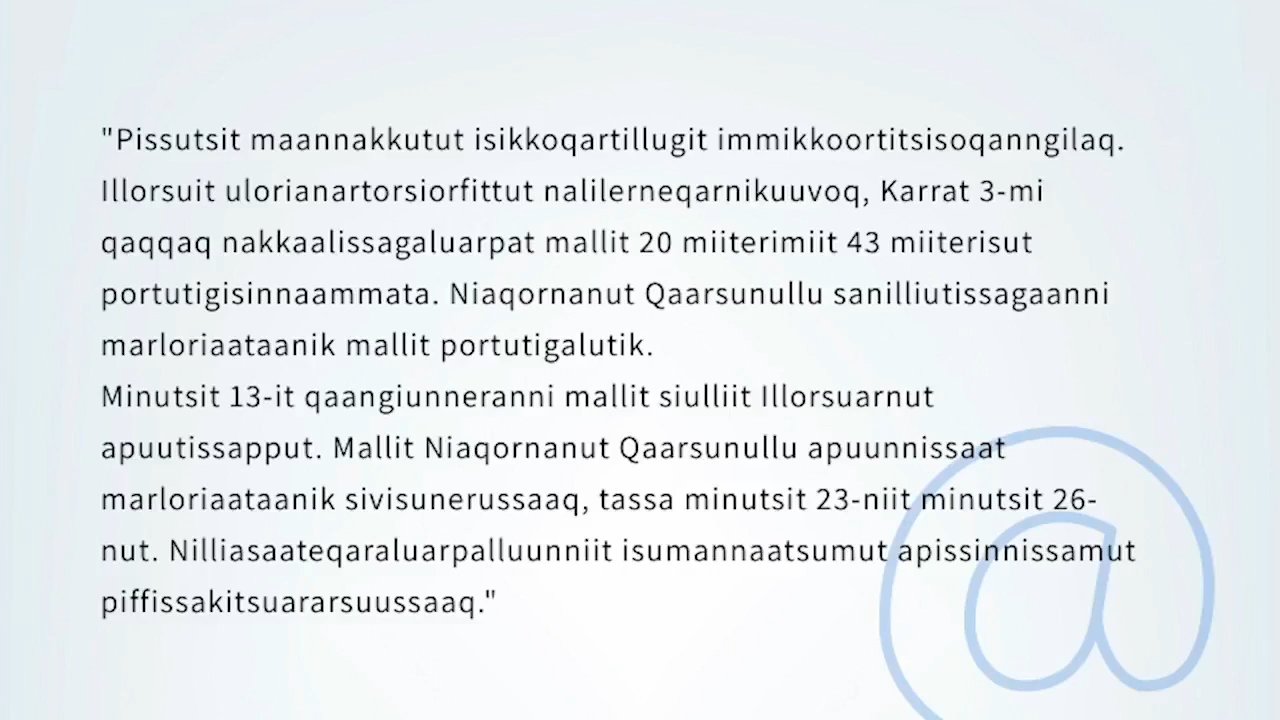 "Pissutsit maannakkutut isikkoqartillugit immikkoortitsisoqanngilaq.
Illorsuit ulorianartorsiorfittut nalilerneqarnikuuvoq, Karrat 3-mi
qaqqaq nakkaalissagaluarpat mallit 20 miiterimiit 43 miiterisut
portutigisinnaammata. Niaqornanut Qaarsunullu sanilliutissagaanni
marloriaataanik mallit portutigalutik.
Minutsit 13-it qaangiunneranni mallit siulliit Illorsuarnut
apuutissapput. Mallit Niaqornanut Qaarsunullu apuunnissaat
marloriaataanik sivisunerussaaq, tassa minutsit 23-niit minutsit 26-
nut. Nilliasaateqaraluarpalluunniit isumannaatsumut apissinnissamut
piffissakitsuararsuussaaq."